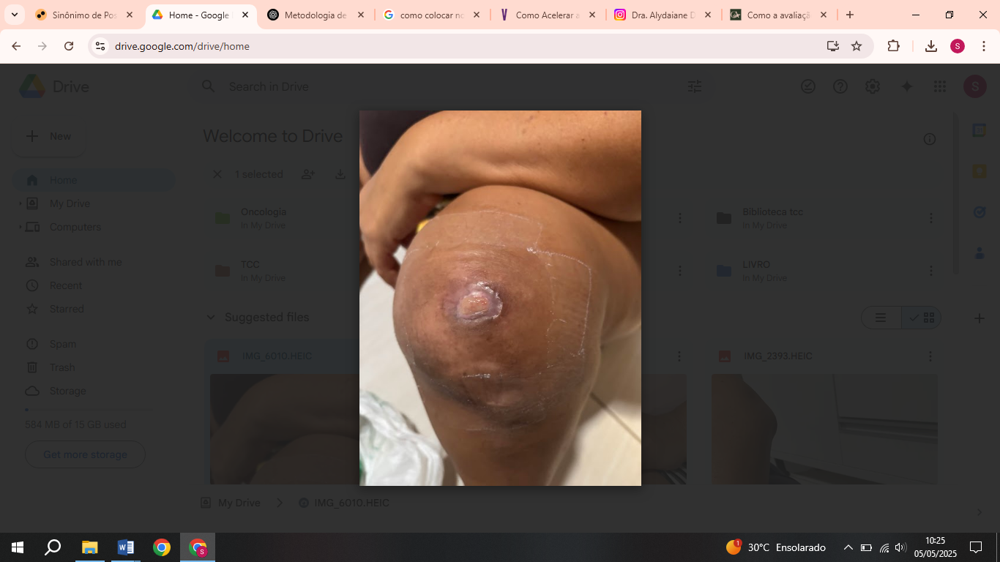 Sinônimo de Pos
Home - Google
Metodologia de
como colocar no
Como Acelerar a
Dra. Alydaiane D
Como a avaliaçã
drive.google.com/drive/home
S
Drive
Search in Drive
S
New
Welcome to Drive
1 selected
Home
My Drive
Computers
Oncologia
In My Drive
Biblioteca tcc
In My Drive
Shared with me
Recent
Starred
TCC
In My Drive
LIVRO
In My Drive
Suggested files
Spam
Trash
Storage
IMG_6010.HEIC
IMG_2393.HEIC
584 MB of 15 GB used
Get more storage
My Drive
IMG_6010.HEIC
1
30°C Ensolarado
10:25
05/05/2025